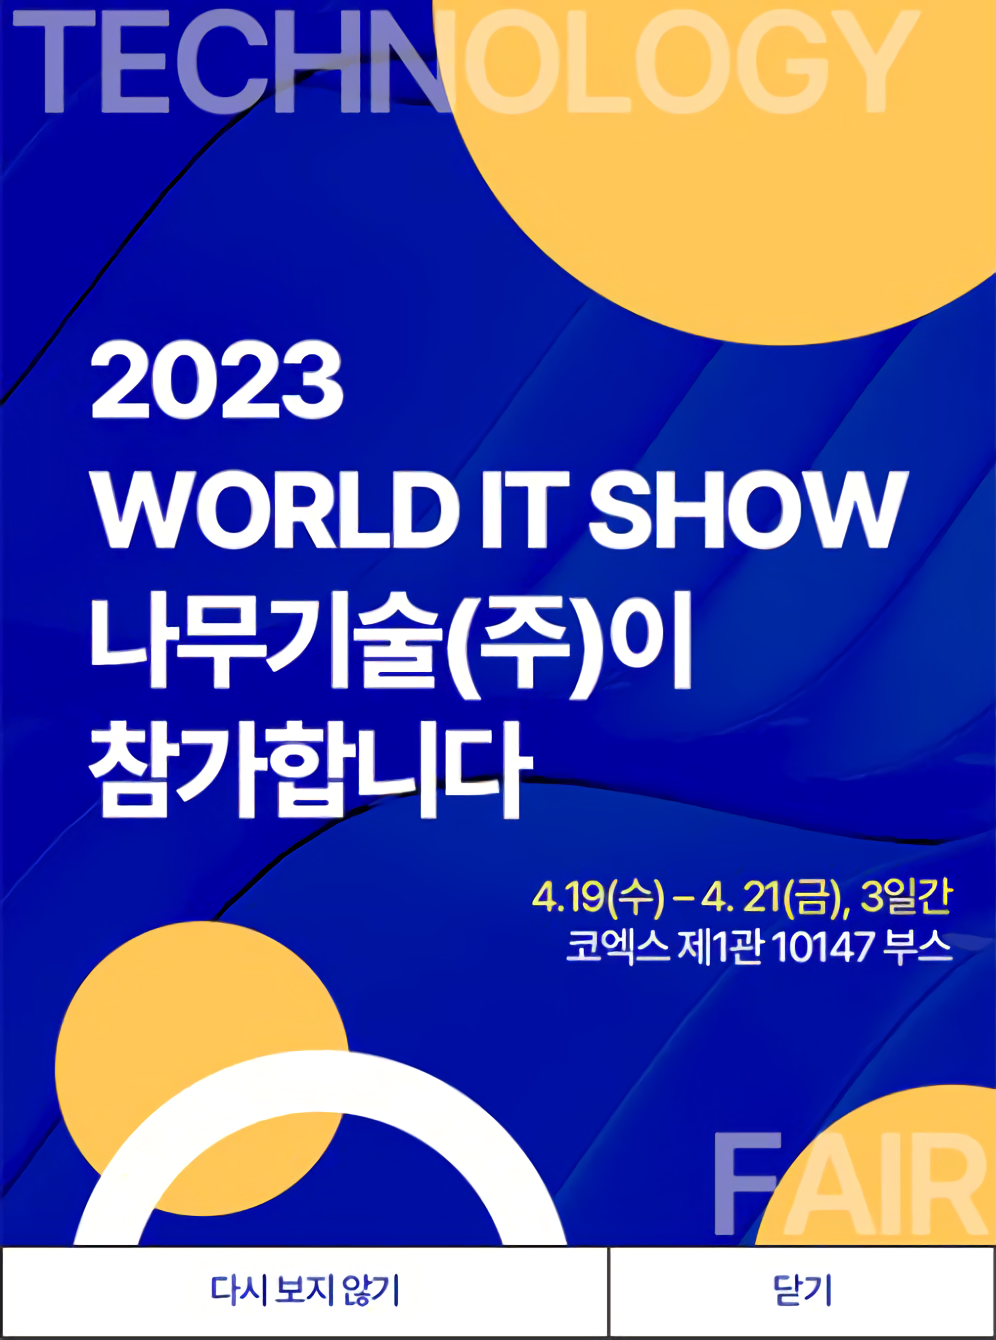 TECHNOLOGY
2023
WORLD IT SHOW
나무기술(주)이
참가합니다
4.19(수) – 4. 21(금), 3일간
코엑스 제1관 10147 부스
FAIR
다시 보지 않기
닫기